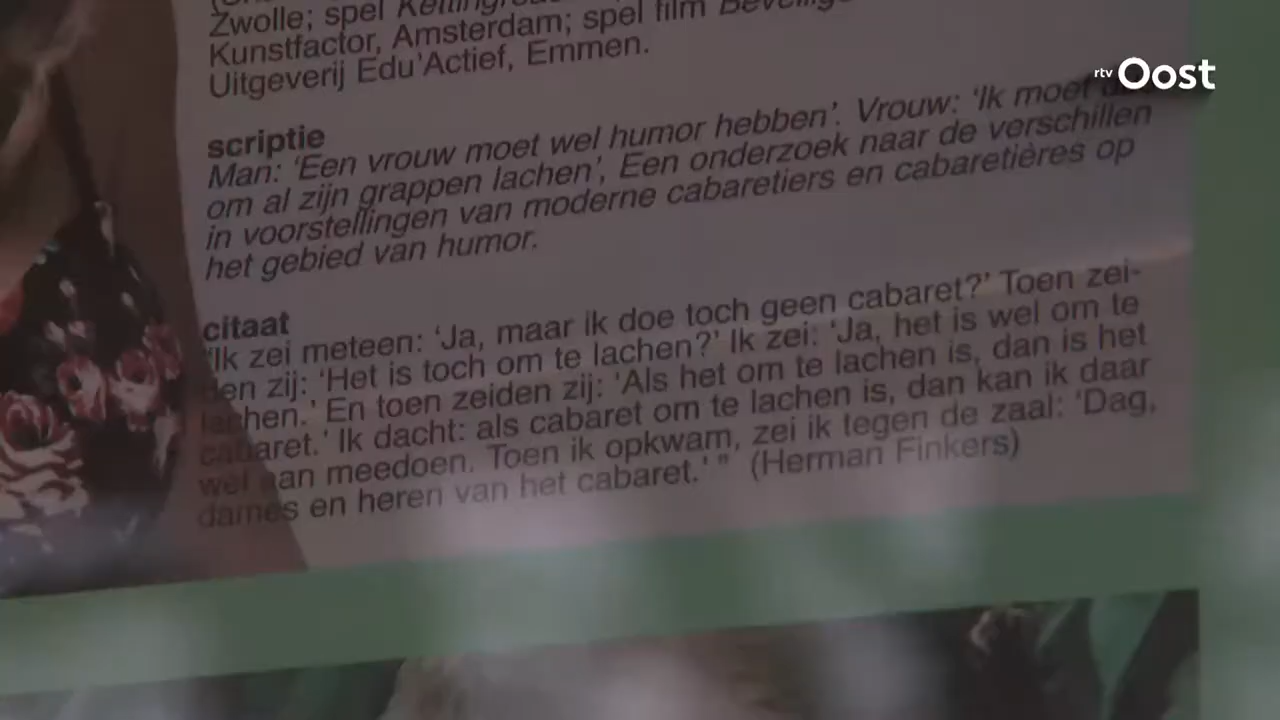 Zwolle; spel
Kunstfactor, Amsterdam; spel film
Uitgeverij Edu’Actief, Emmen.
rtv Oost
scriptie
Man: ‘Een vrouw moet wel humor hebben’. Vrouw: ‘Ik moet
om al zijn grappen lachen’, Een onderzoek naar de verschillen
in voorstellingen van moderne cabaretiers en cabaretières op
het gebied van humor.
citaat
“Ik zei meteen: ‘Ja, maar ik doe toch geen cabaret?’ Toen zei-
den zij: ‘Het is toch om te lachen?’ Ik zei: ‘Ja, het is wel om te
lachen.’ En toen zeiden zij: ‘Als het om te lachen is, dan is het
cabaret.’ Ik dacht: als cabaret om te lachen is, dan kan ik daar
wel aan meedoen. Toen ik opkwam, zei ik tegen de zaal: ‘Dag,
dames en heren van het cabaret.’ ” (Herman Finkers)